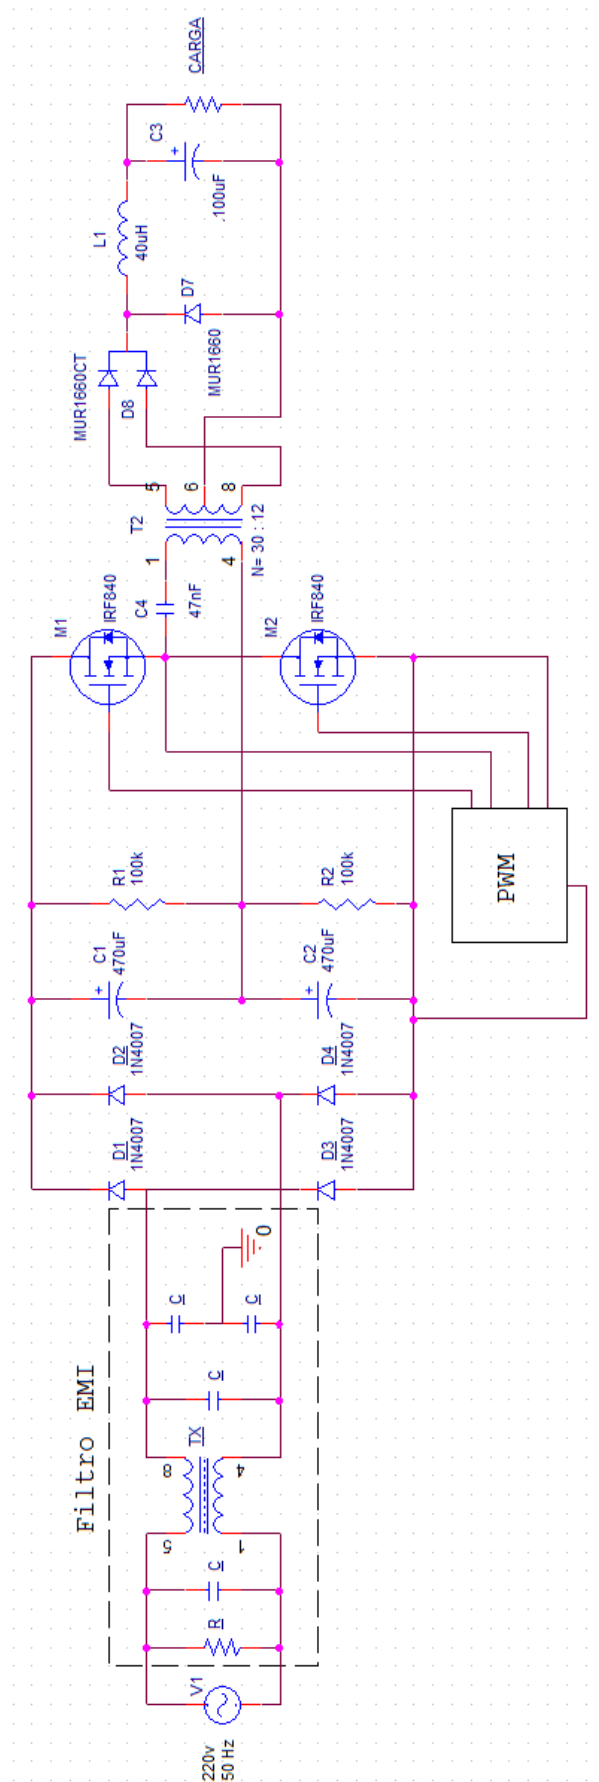 220v
50 Hz
V1
Filtro EMI
R
C
5
1
TX
8
4
C
C
C
0
D1
1N4007
D3
1N4007
D2
1N4007
D4
1N4007
C1
470uF
C2
470uF
R1
100k
R2
100k
PWM
M1
IRF840
M2
IRF840
C4
47nF
T2
1
4
5
6
8
N= 30 : 12
MUR1660CT
D8
D7
MUR1660
L1
40uH
C3
100uF
CARGA